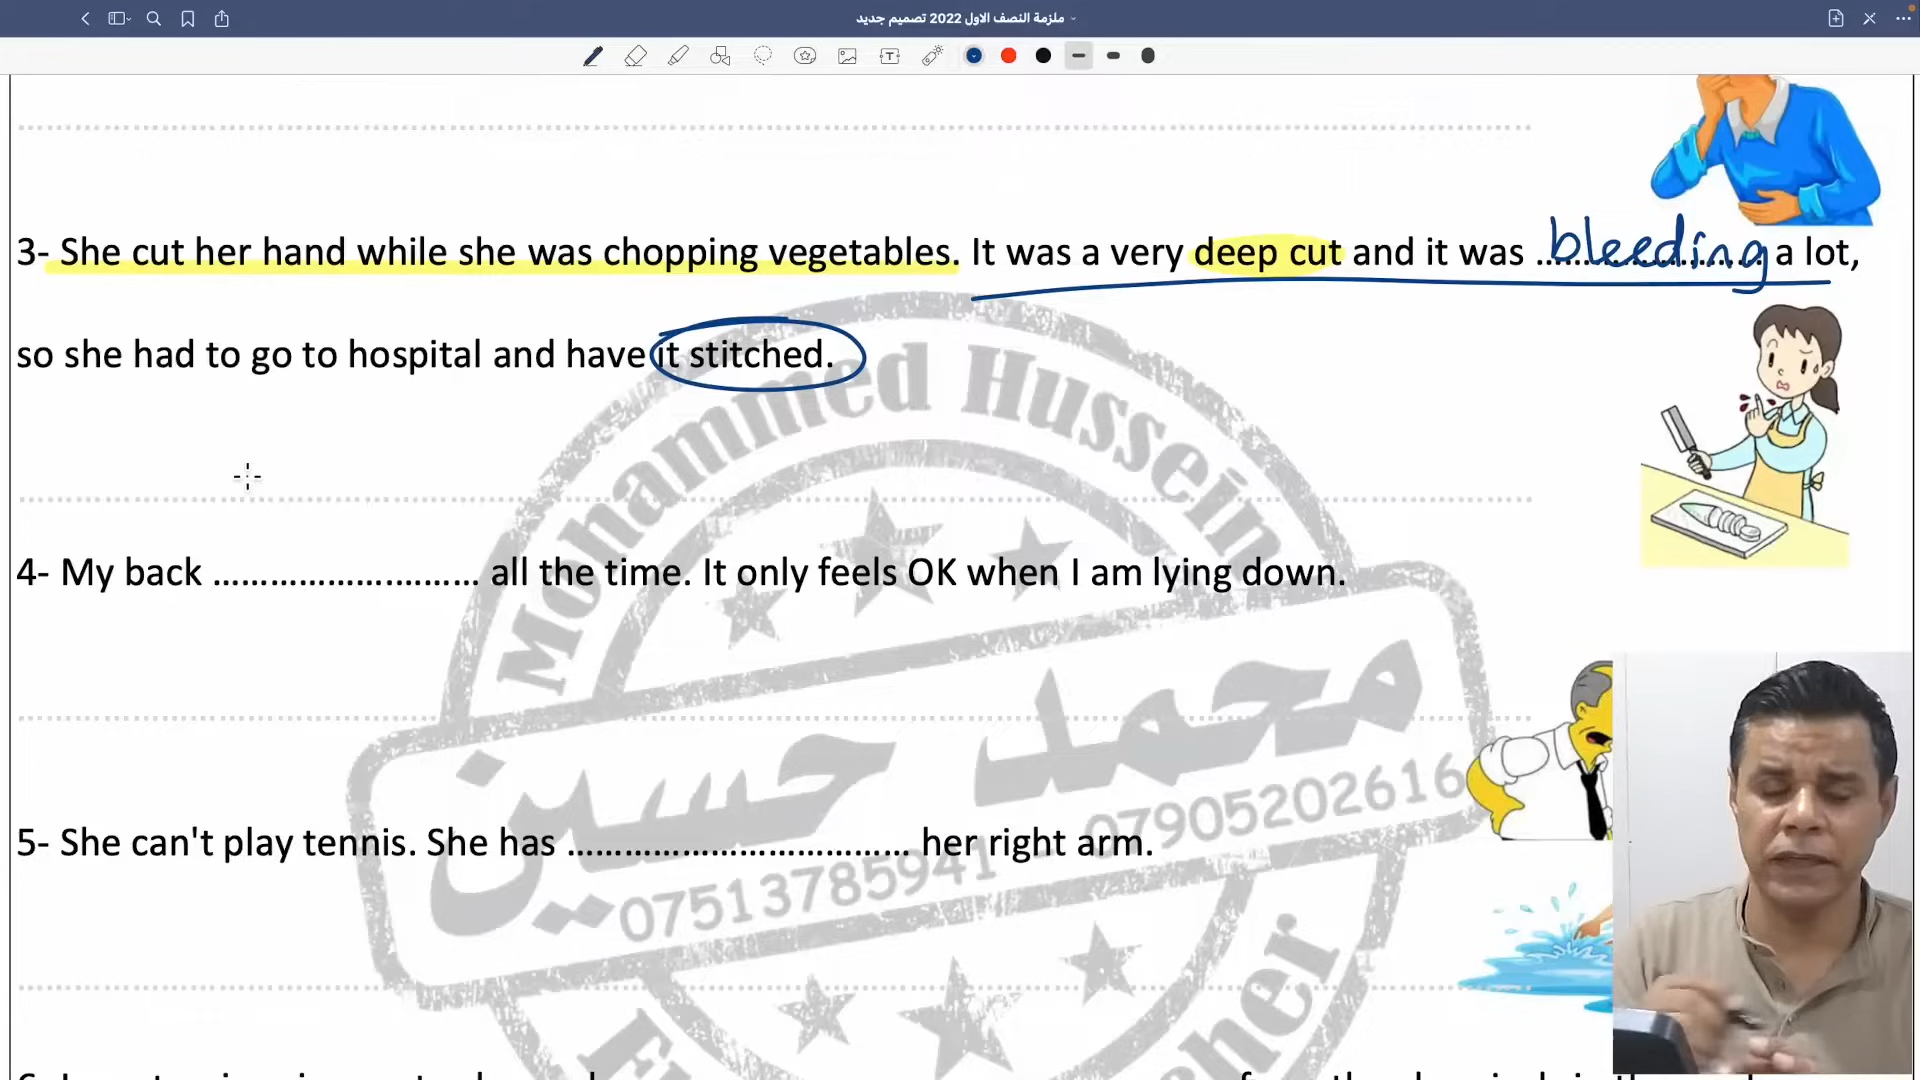 ملزمة النصف الاول 2022 تصميم جديد
3- She cut her hand while she was chopping vegetables. It was a very deep cut and it was bleeding a lot,
so she had to go to hospital and have it stitched.
4- My back ........................... all the time. It only feels OK when I am lying down.
5- She can't play tennis. She has .................................... her right arm.
Mohammed Hussein
محمد حسين
07513785941 - 07905202616